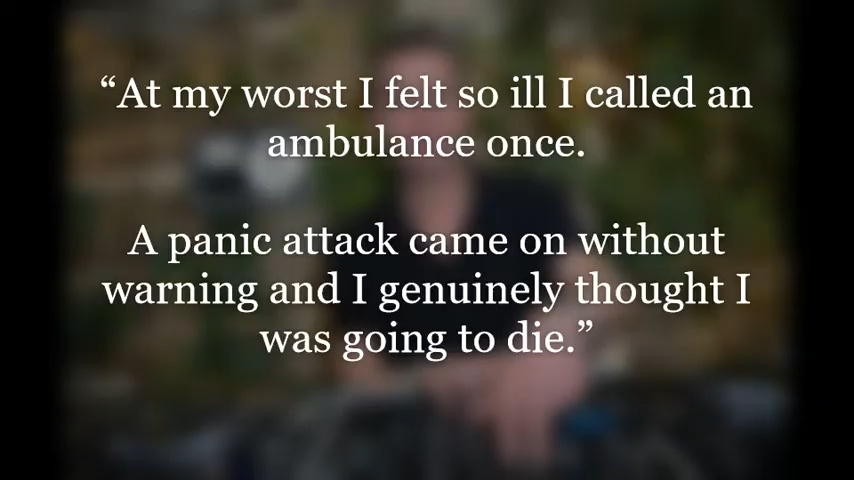 “At my worst I felt so ill I called an
ambulance once.
A panic attack came on without
warning and I genuinely thought I
was going to die.”